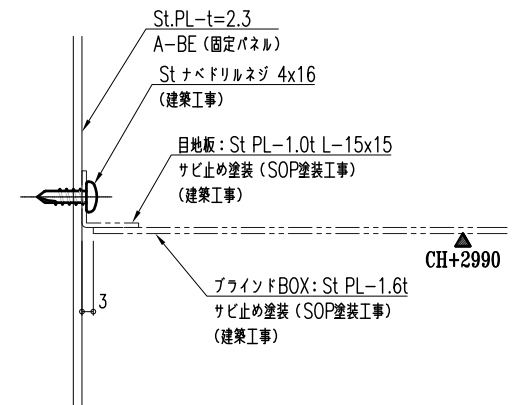 St.PL-t=2.3
A-BE (固定パネル)
St ナベドリルネジ 4x16
(建築工事)
目地板：St PL-1.0t L-15x15
サビ止め塗装 (SOP塗装工事)
(建築工事)
CH+2990
ブラインドBOX：St PL-1.6t
サビ止め塗装 (SOP塗装工事)
(建築工事)
3